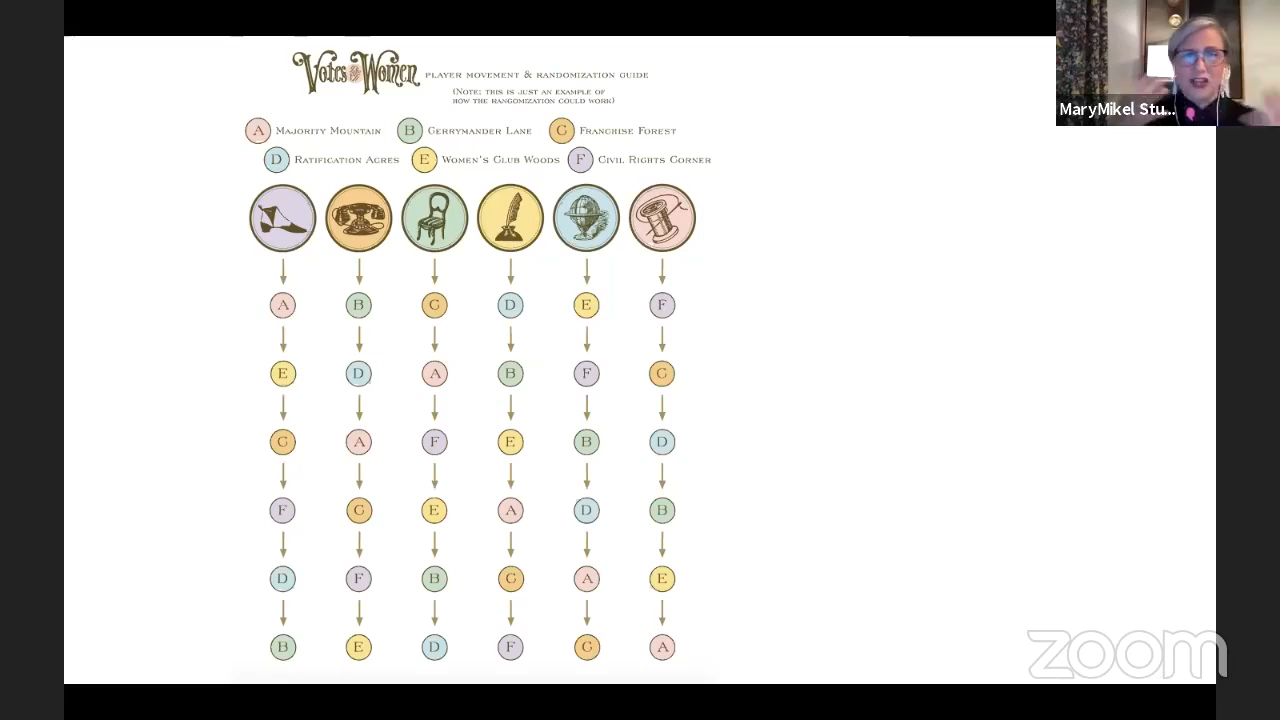 MaryMikel Stu...
Votes for Women PLAYER MOVEMENT & RANDOMIZATION GUIDE
(NOTE: THIS IS JUST AN EXAMPLE OF
HOW THE RANGOMIZATION COULD WORK)
A MAJORITY MOUNTAIN B GERRYMANDER LANE C FRANCHISE FOREST
D RATIFICATION ACRES E WOMEN'S CLUB WOODS F CIVIL RIGHTS CORNER
A B C D E F
E D A B F C
C A F E B D
F C E A D B
D F B C A E
B E D F C A
zoom